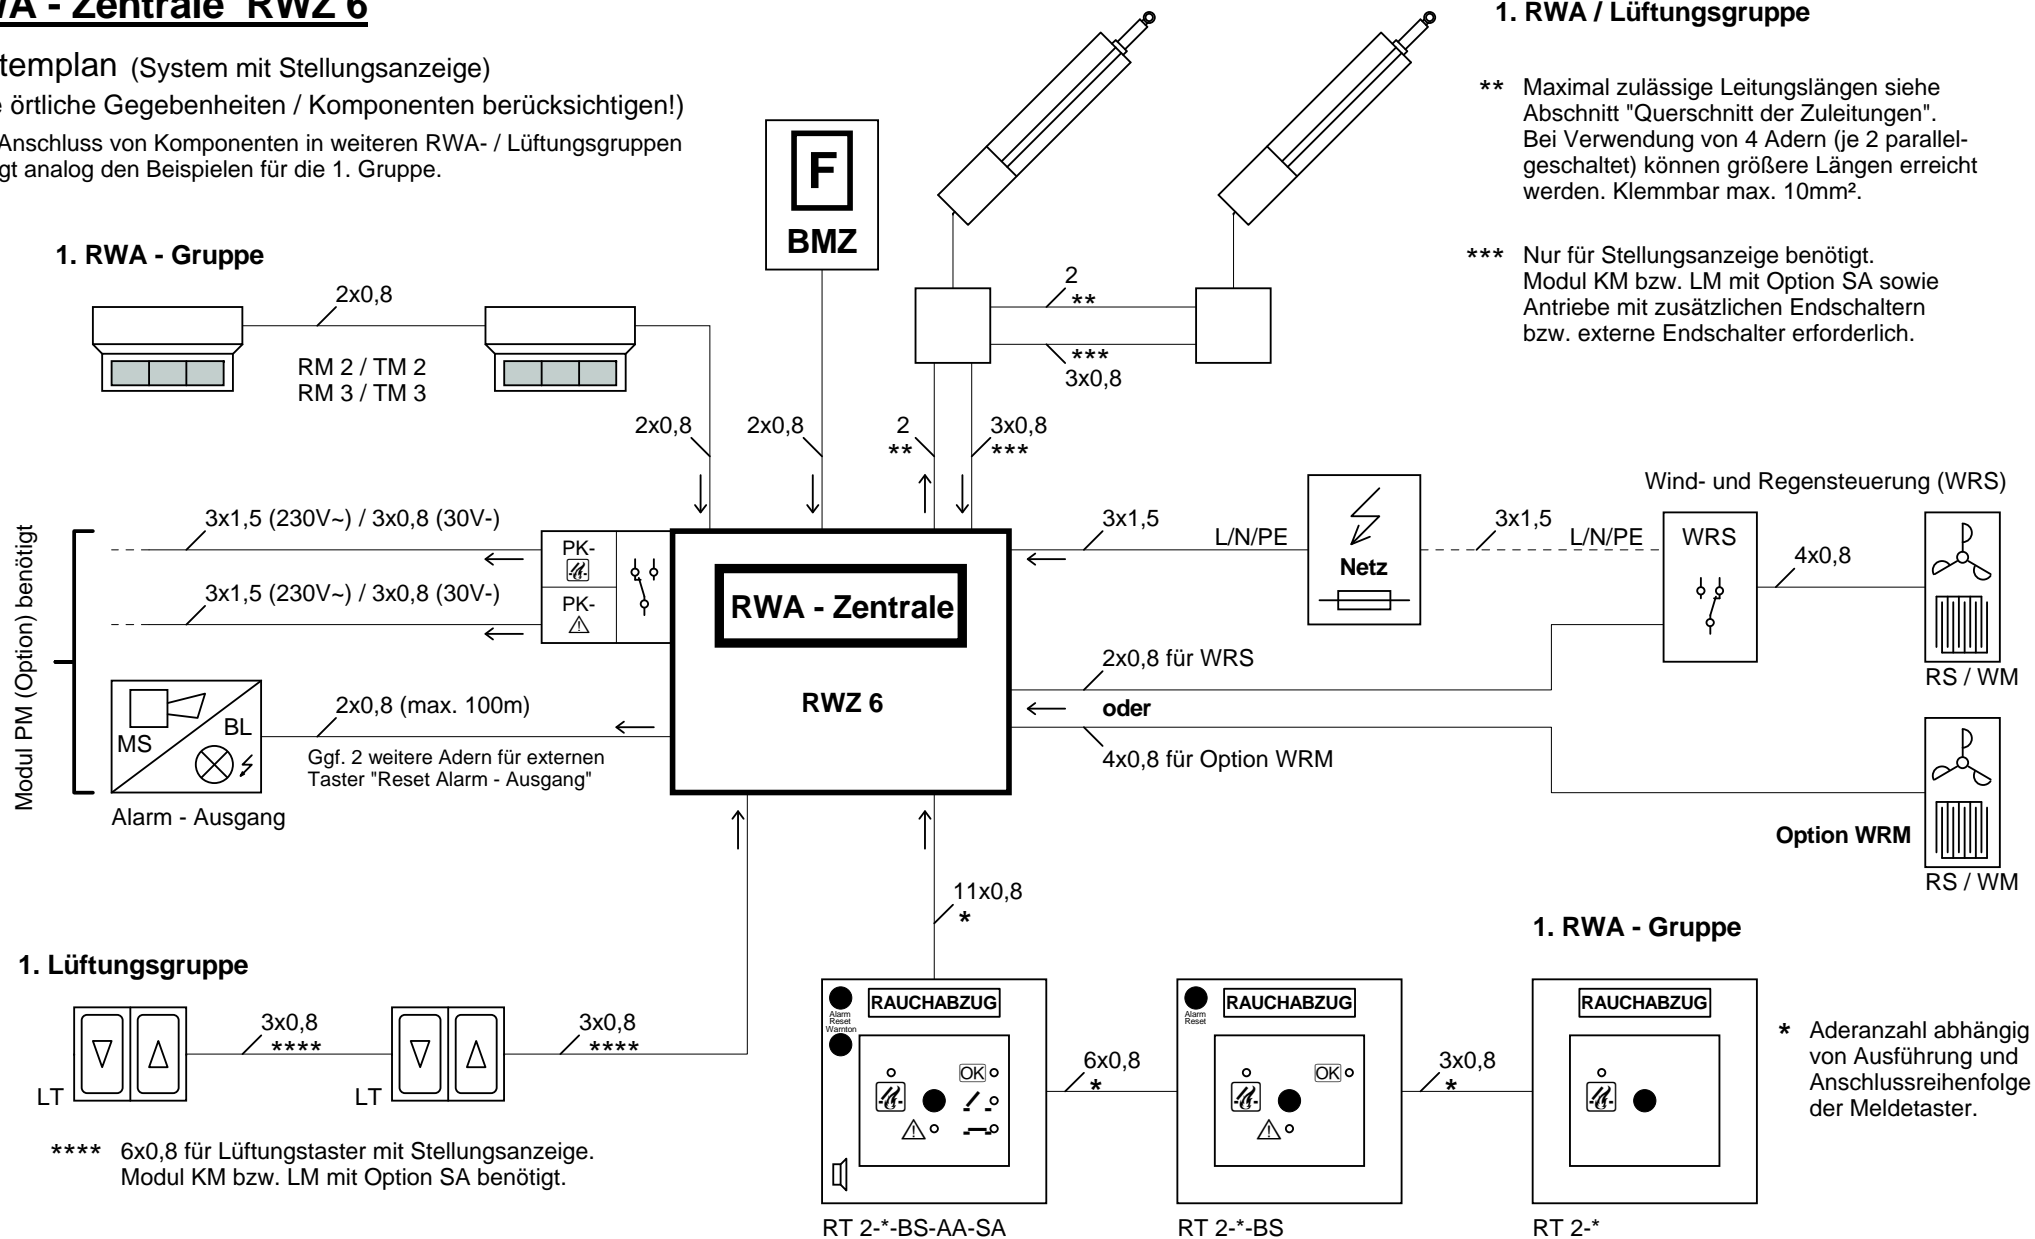 WA - Zentrale RWZ 6
templan (System mit Stellungsanzeige)
e örtliche Gegebenheiten / Komponenten berücksichtigen!)
Anschluss von Komponenten in weiteren RWA- / Lüftungsgruppen
gt analog den Beispielen für die 1. Gruppe.
1. RWA / Lüftungsgruppe
** Maximal zulässige Leitungslängen siehe
Abschnitt "Querschnitt der Zuleitungen".
Bei Verwendung von 4 Adern (je 2 parallel-
geschaltet) können größere Längen erreicht
werden. Klemmbar max. 10mm².
*** Nur für Stellungsanzeige benötigt.
Modul KM bzw. LM mit Option SA sowie
Antriebe mit zusätzlichen Endschaltern
bzw. externe Endschalter erforderlich.
F
BMZ
1. RWA - Gruppe
2x0,8
RM 2 / TM 2
RM 3 / TM 3
2
**
***
3x0,8
2x0,8
2x0,8
2
**
3x0,8
***
Modul PM (Option) benötigt
3x1,5 (230V~) / 3x0,8 (30V-)
PK-
3x1,5 (230V~) / 3x0,8 (30V-)
PK-
MS
BL
2x0,8 (max. 100m)
Ggf. 2 weitere Adern für externen
Taster "Reset Alarm - Ausgang"
Alarm - Ausgang
RWA - Zentrale
RWZ 6
3x1,5
L/N/PE
Netz
3x1,5
L/N/PE
Wind- und Regensteuerung (WRS)
WRS
4x0,8
RS / WM
2x0,8 für WRS
oder
4x0,8 für Option WRM
Option WRM
RS / WM
11x0,8
*
1. Lüftungsgruppe
LT
3x0,8
****
LT
3x0,8
****
**** 6x0,8 für Lüftungstaster mit Stellungsanzeige.
Modul KM bzw. LM mit Option SA benötigt.
1. RWA - Gruppe
Alarm
Reset
Warnton
RAUCHABZUG
OK
RT 2-*-BS-AA-SA
6x0,8
*
Alarm
Reset
RAUCHABZUG
OK
RT 2-*-BS
3x0,8
*
RAUCHABZUG
RT 2-*
* Aderanzahl abhängig
von Ausführung und
Anschlussreihenfolge
der Meldetaster.